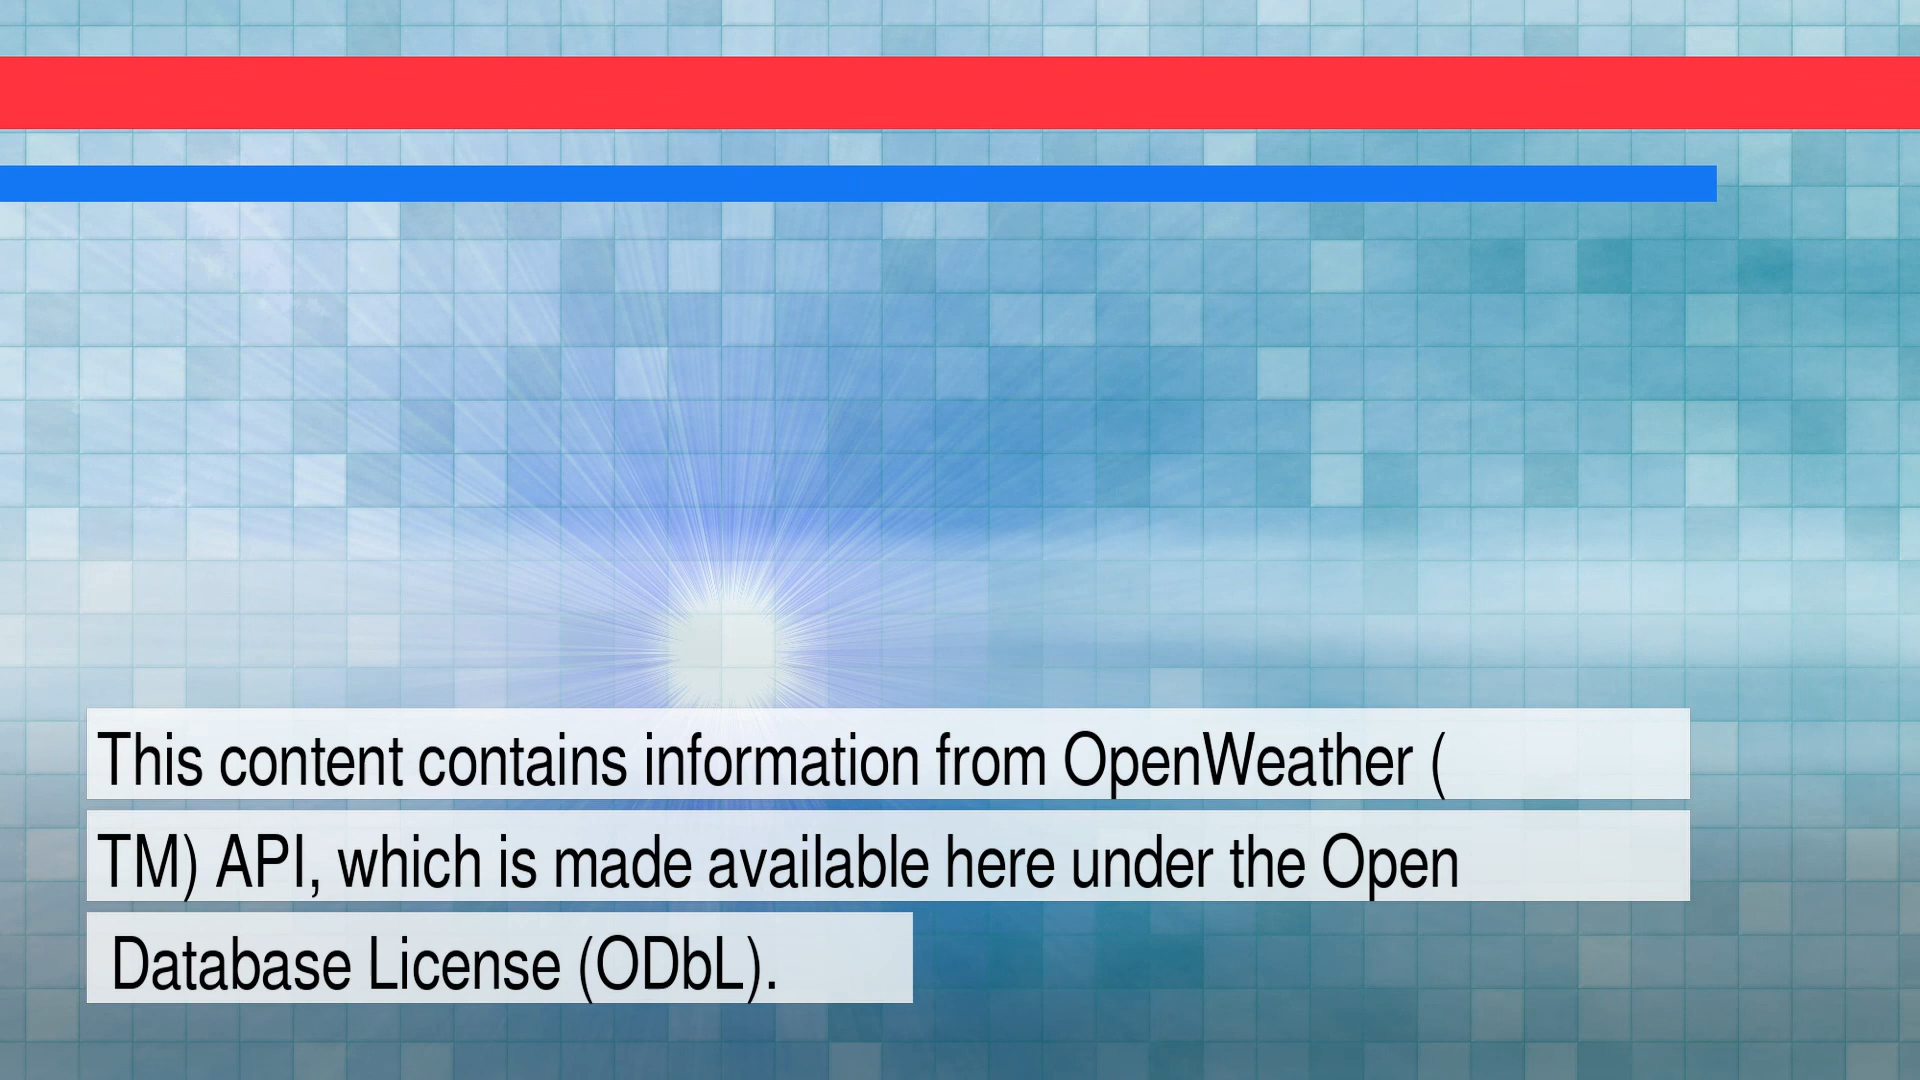 This content contains information from OpenWeather (
TM) API, which is made available here under the Open
Database License (ODbL).